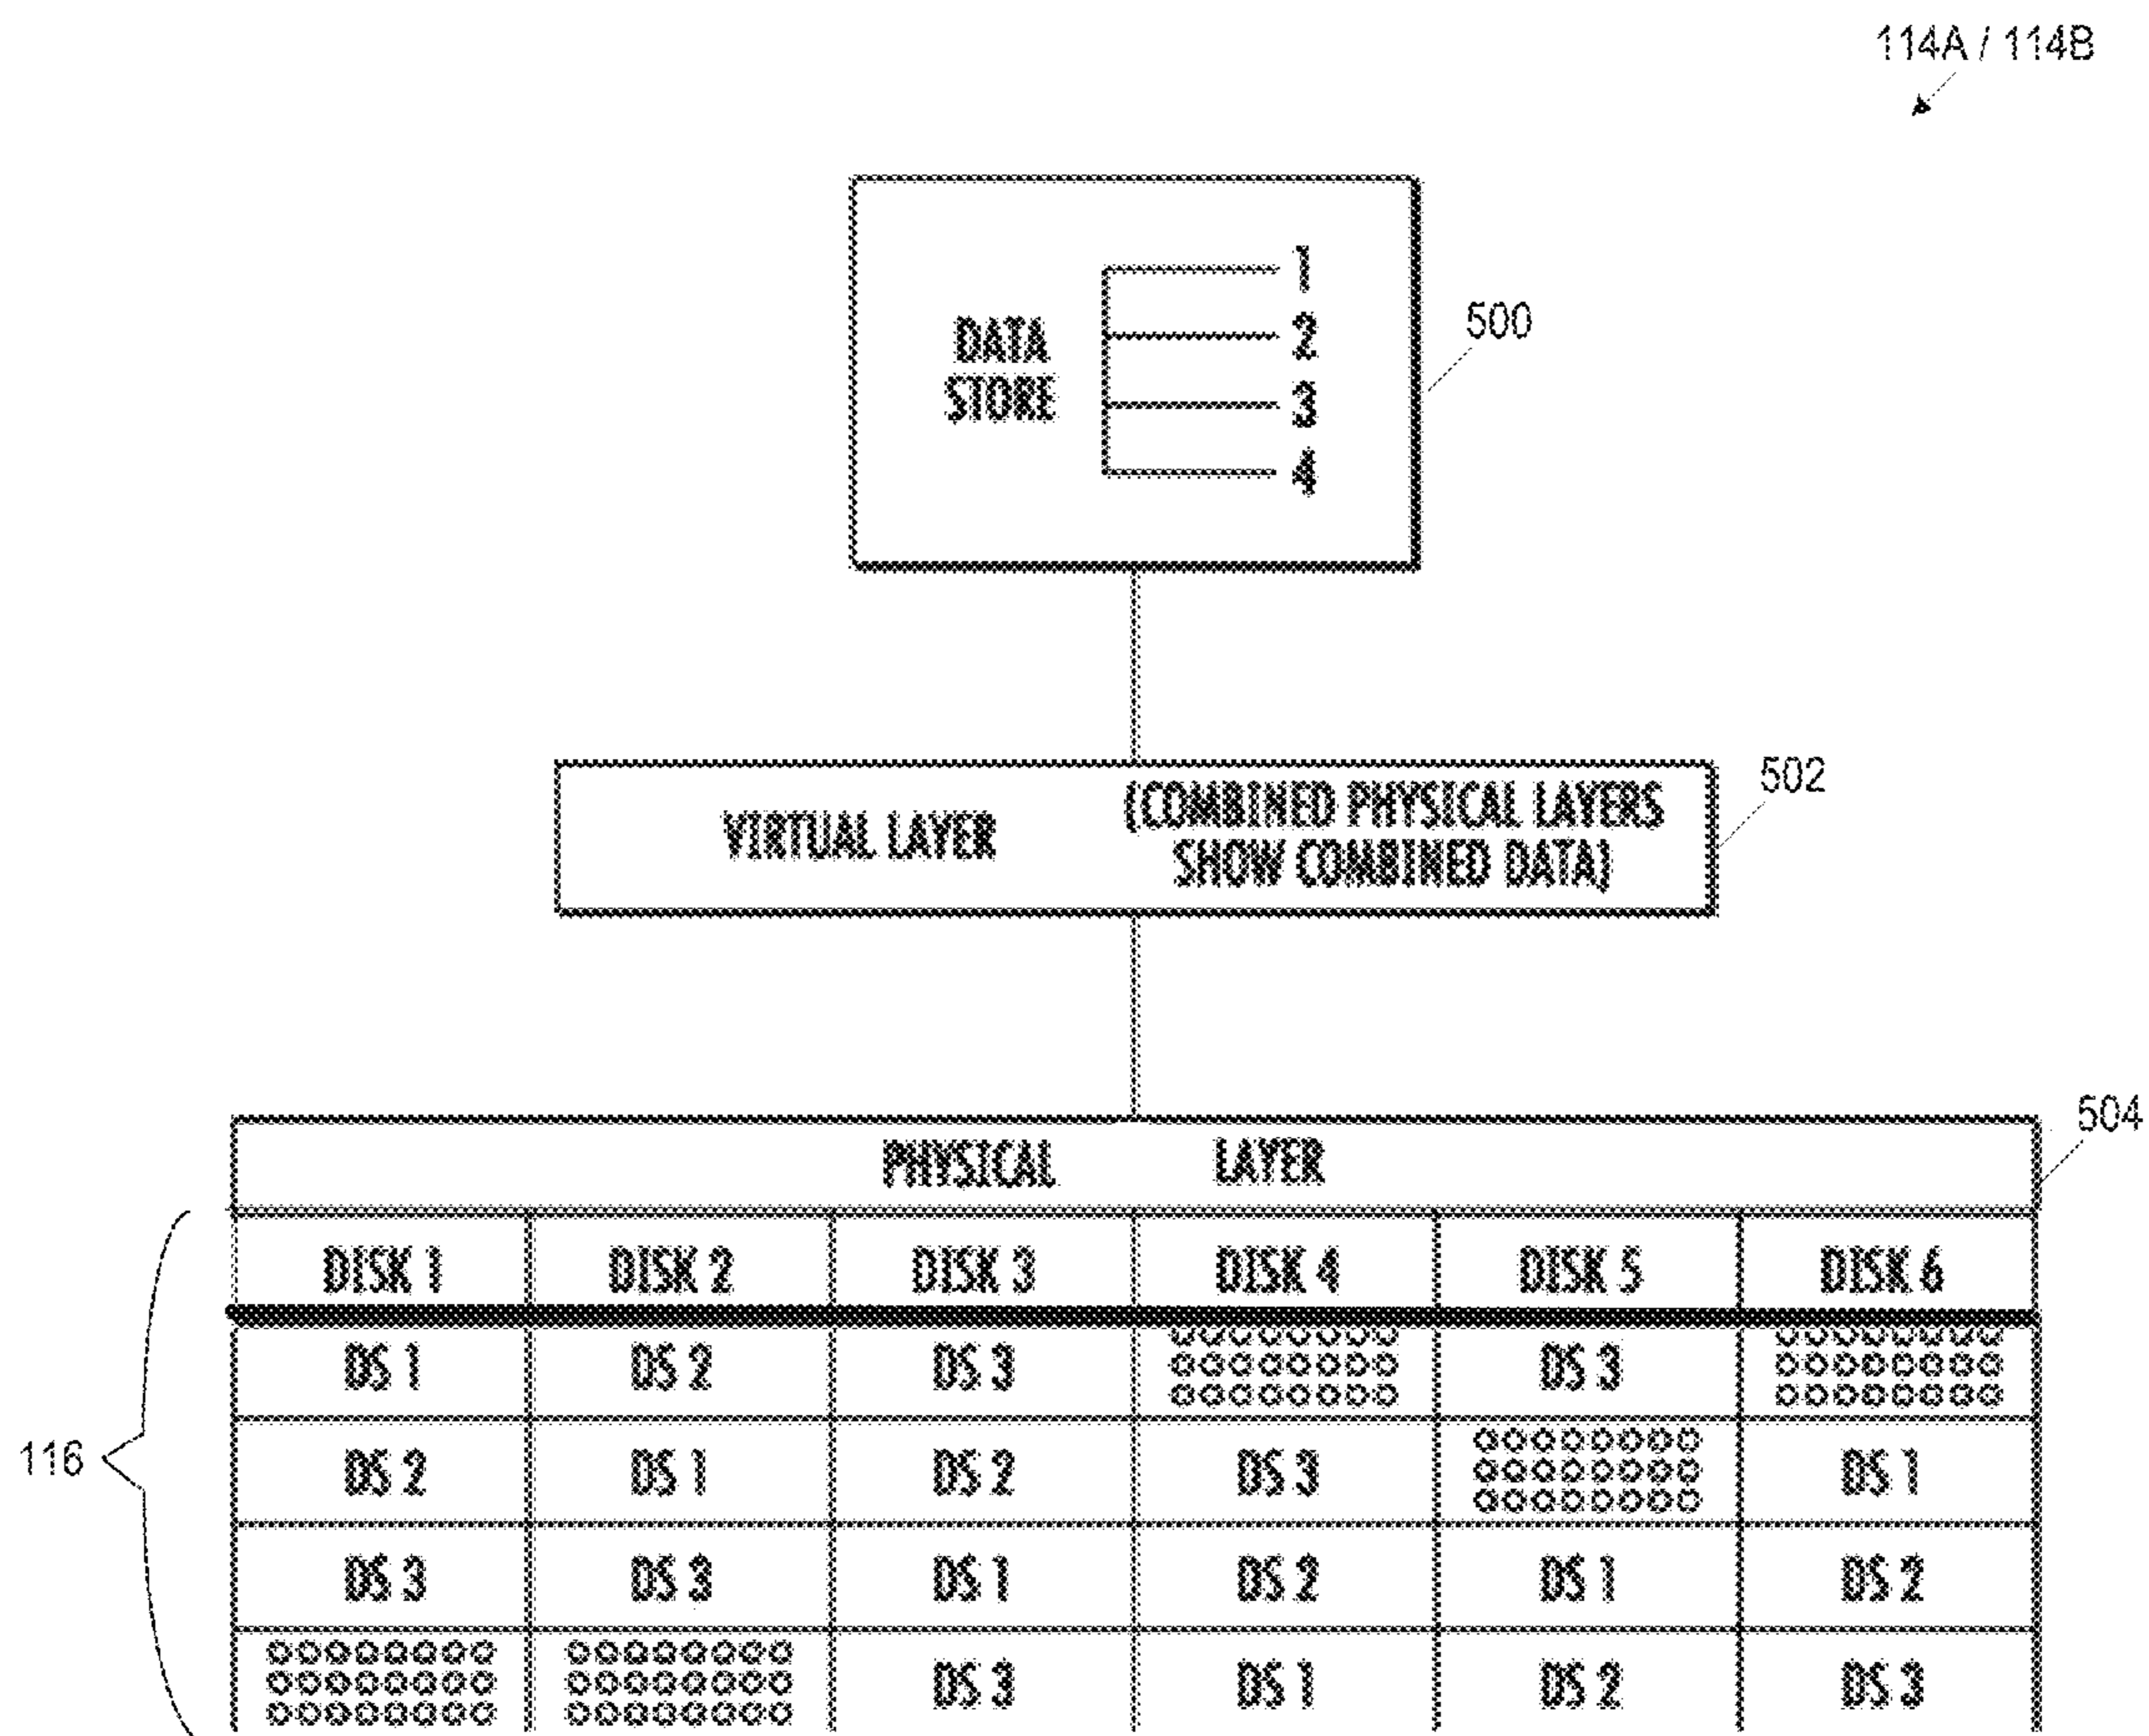 114A / 114B
DATA STORE
1
2
3
4
500
VIRTUAL LAYER
(COMBINED PHYSICAL LAYERS
SHOW COMBINED DATA)
502
504
PHYSICAL LAYER
DISK 1 DISK 2 DISK 3 DISK 4 DISK 5 DISK 6
DS 1 DS 2 DS 3 DS 3
116
DS 2 DS 1 DS 2 DS 3 DS 1
DS 3 DS 3 DS 1 DS 2 DS 1 DS 2
DS 3 DS 1 DS 2 DS 3